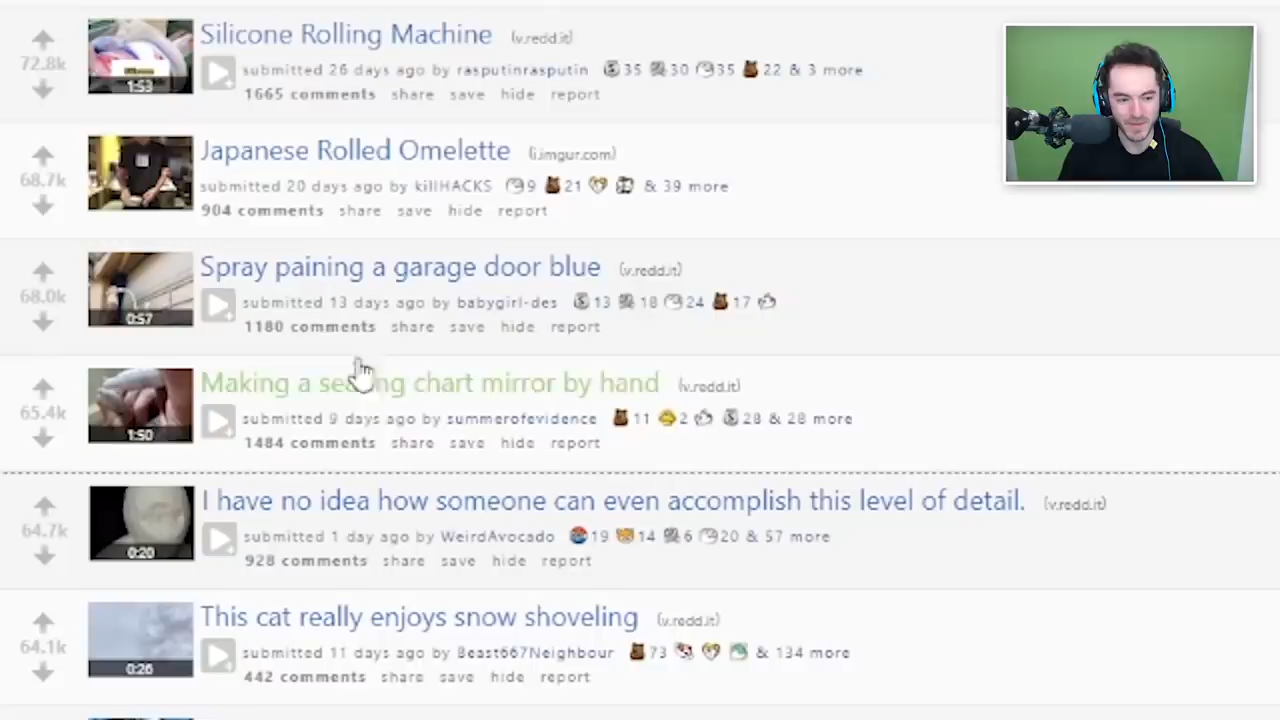 Silicone Rolling Machine (v.redd.it)
72.8k
submitted 26 days ago by rasputinrasputin 35 30 35 22 & 3 more
1:53
1665 comments share save hide report
Japanese Rolled Omelette (i.imgur.com)
68.7k
submitted 20 days ago by killHACKS 9 21 & 39 more
904 comments share save hide report
Spray paining a garage door blue (v.redd.it)
68.0k
submitted 13 days ago by babygirl-des 13 18 24 17
0:57
1180 comments share save hide report
Making a chart mirror by hand (v.redd.it)
65.4k
submitted 9 days ago by summerofevidence 11 2 28 & 28 more
1:50
1484 comments share save hide report
I have no idea how someone can even accomplish this level of detail. (v.redd.it)
64.7k
submitted 1 day ago by WeirdAvocado 19 14 6 20 & 57 more
0:20
928 comments share save hide report
This cat really enjoys snow shoveling (v.redd.it)
64.1k
submitted 11 days ago by Beast667Neighbour 73 & 134 more
0:26
442 comments share save hide report